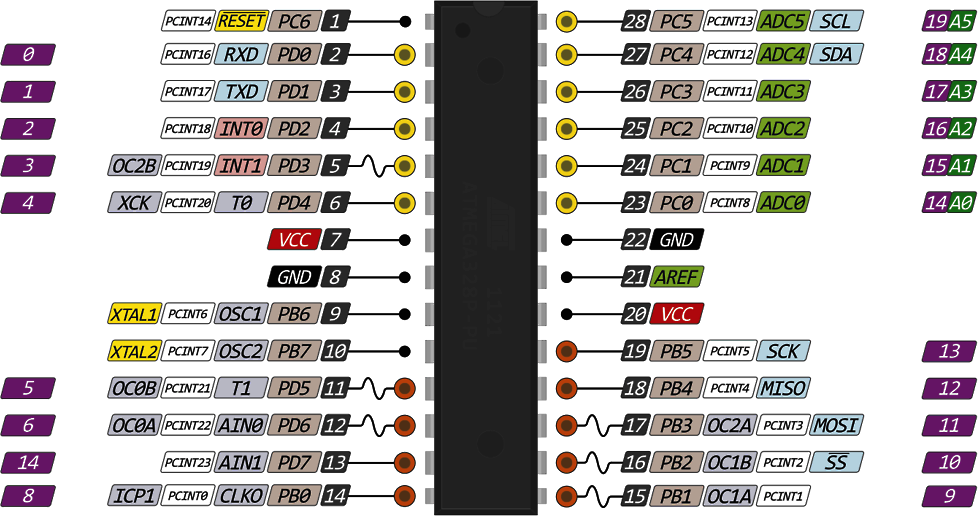 PCINT14 RESET PC6 1 28 PC5 PCINT13 ADC5 SCL 19 A5
0 PCINT16 RXD PD0 2 27 PC4 PCINT12 ADC4 SDA 18 A4
1 PCINT17 TXD PD1 3 26 PC3 PCINT11 ADC3 17 A3
2 PCINT18 INT0 PD2 4 25 PC2 PCINT10 ADC2 16 A2
3 OC2B PCINT19 INT1 PD3 5 24 PC1 PCINT9 ADC1 15 A1
4 XCK PCINT20 T0 PD4 6 23 PC0 PCINT8 ADC0 14 A0
VCC 7 22 GND
GND 8 21 AREF
XTAL1 PCINT6 OSC1 PB6 9 20 VCC
XTAL2 PCINT7 OSC2 PB7 10 19 PB5 PCINT5 SCK 13
5 OC0B PCINT21 T1 PD5 11 18 PB4 PCINT4 MISO 12
6 OC0A PCINT22 AIN0 PD6 12 17 PB3 OC2A PCINT3 MOSI 11
14 PCINT23 AIN1 PD7 13 16 PB2 OC1B PCINT2 SS 10
8 ICP1 PCINT0 CLKO PB0 14 15 PB1 OC1A PCINT1 9